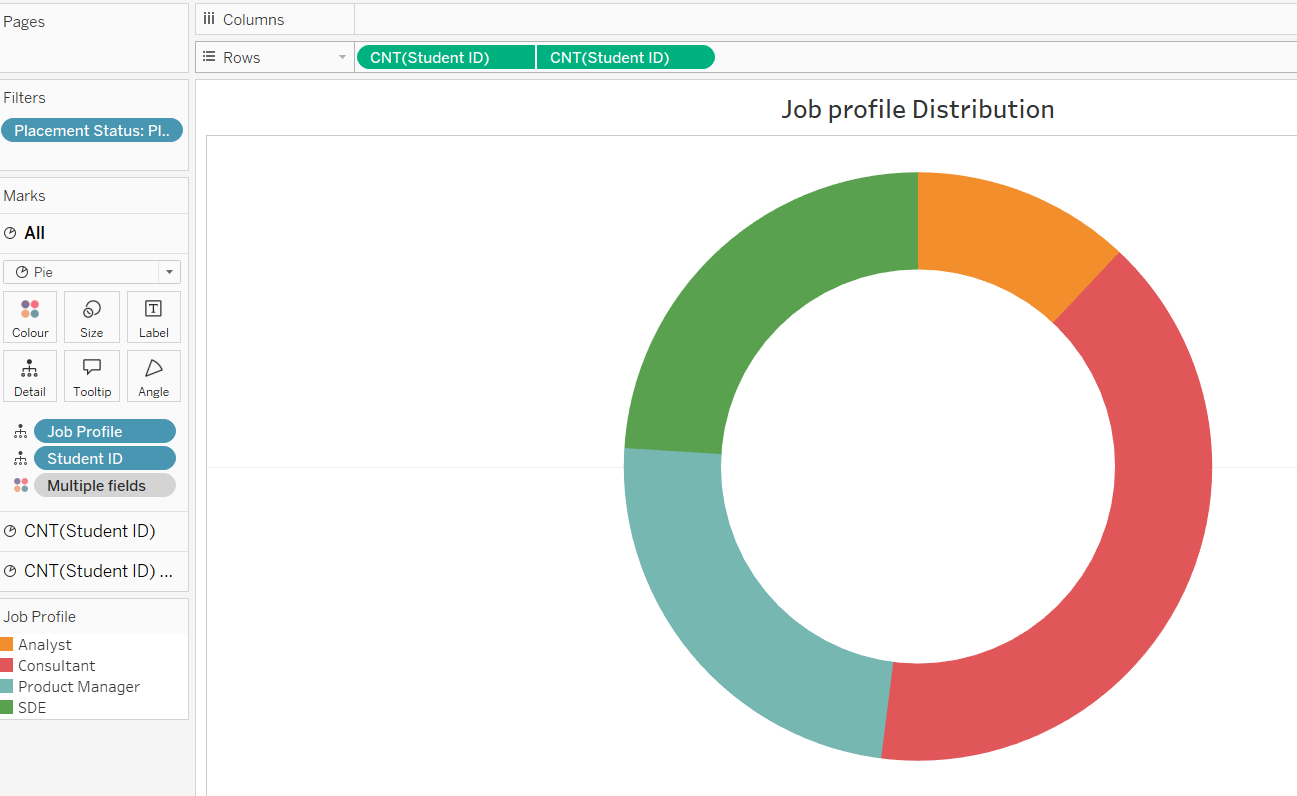 Pages
Columns
Rows
CNT(Student ID)
CNT(Student ID)
Filters
Placement Status: Pl..
Job profile Distribution
Marks
All
Pie
Colour
Size
Label
Detail
Tooltip
Angle
Job Profile
Student ID
Multiple fields
CNT(Student ID)
CNT(Student ID) ...
Job Profile
Analyst
Consultant
Product Manager
SDE